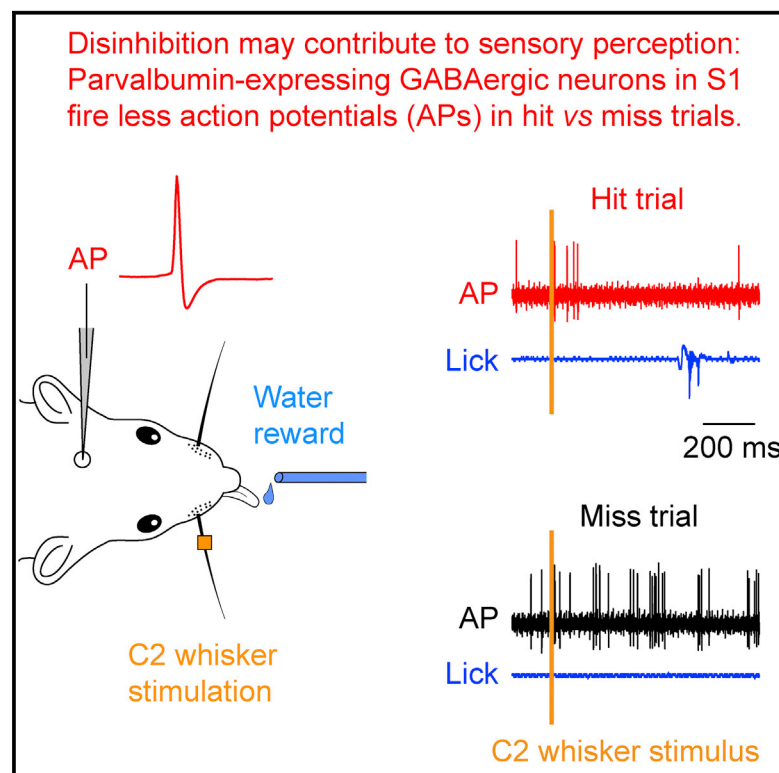 Disinhibition may contribute to sensory perception:
Parvalbumin-expressing GABAergic neurons in S1
fire less action potentials (APs) in hit vs miss trials.
AP
Water
reward
C2 whisker
stimulation
Hit trial
AP
Lick
200 ms
Miss trial
AP
Lick
C2 whisker stimulus